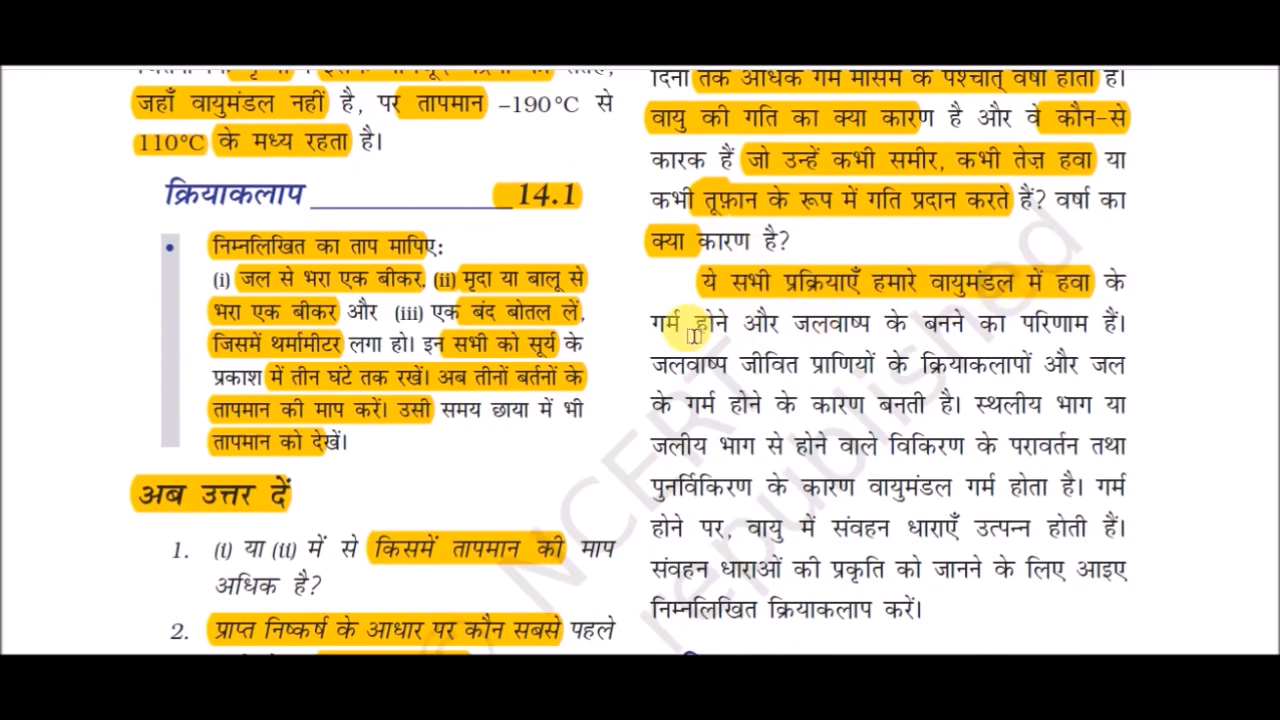 जहाँ वायुमंडल नहीं है, पर तापमान –190°C से
110°C के मध्य रहता है।
क्रियाकलाप ______________ 14.1
• निम्नलिखित का ताप मापिए:
(i) जल से भरा एक बीकर, (ii) मृदा या बालू से
भरा एक बीकर और (iii) एक बंद बोतल लें,
जिसमें थर्मामीटर लगा हो। इन सभी को सूर्य के
प्रकाश में तीन घंटे तक रखें। अब तीनों बर्तनों के
तापमान की माप करें। उसी समय छाया में भी
तापमान को देखें।
अब उत्तर दें
1. (i) या (ii) में से किसमें तापमान की माप
अधिक है?
2. प्राप्त निष्कर्ष के आधार पर कौन सबसे पहले
दिनों तक अधिक गर्म मौसम के पश्चात् वर्षा होती है।
वायु की गति का क्या कारण है और वे कौन-से
कारक हैं जो उन्हें कभी समीर, कभी तेज़ हवा या
कभी तूफ़ान के रूप में गति प्रदान करते हैं? वर्षा का
क्या कारण है?
ये सभी प्रक्रियाएँ हमारे वायुमंडल में हवा के
गर्म होने और जलवाष्प के बनने का परिणाम हैं।
जलवाष्प जीवित प्राणियों के क्रियाकलापों और जल
के गर्म होने के कारण बनती है। स्थलीय भाग या
जलीय भाग से होने वाले विकिरण के परावर्तन तथा
पुनर्विकिरण के कारण वायुमंडल गर्म होता है। गर्म
होने पर, वायु में संवहन धाराएँ उत्पन्न होती हैं।
संवहन धाराओं की प्रकृति को जानने के लिए आइए
निम्नलिखित क्रियाकलाप करें।
NCERT
republished